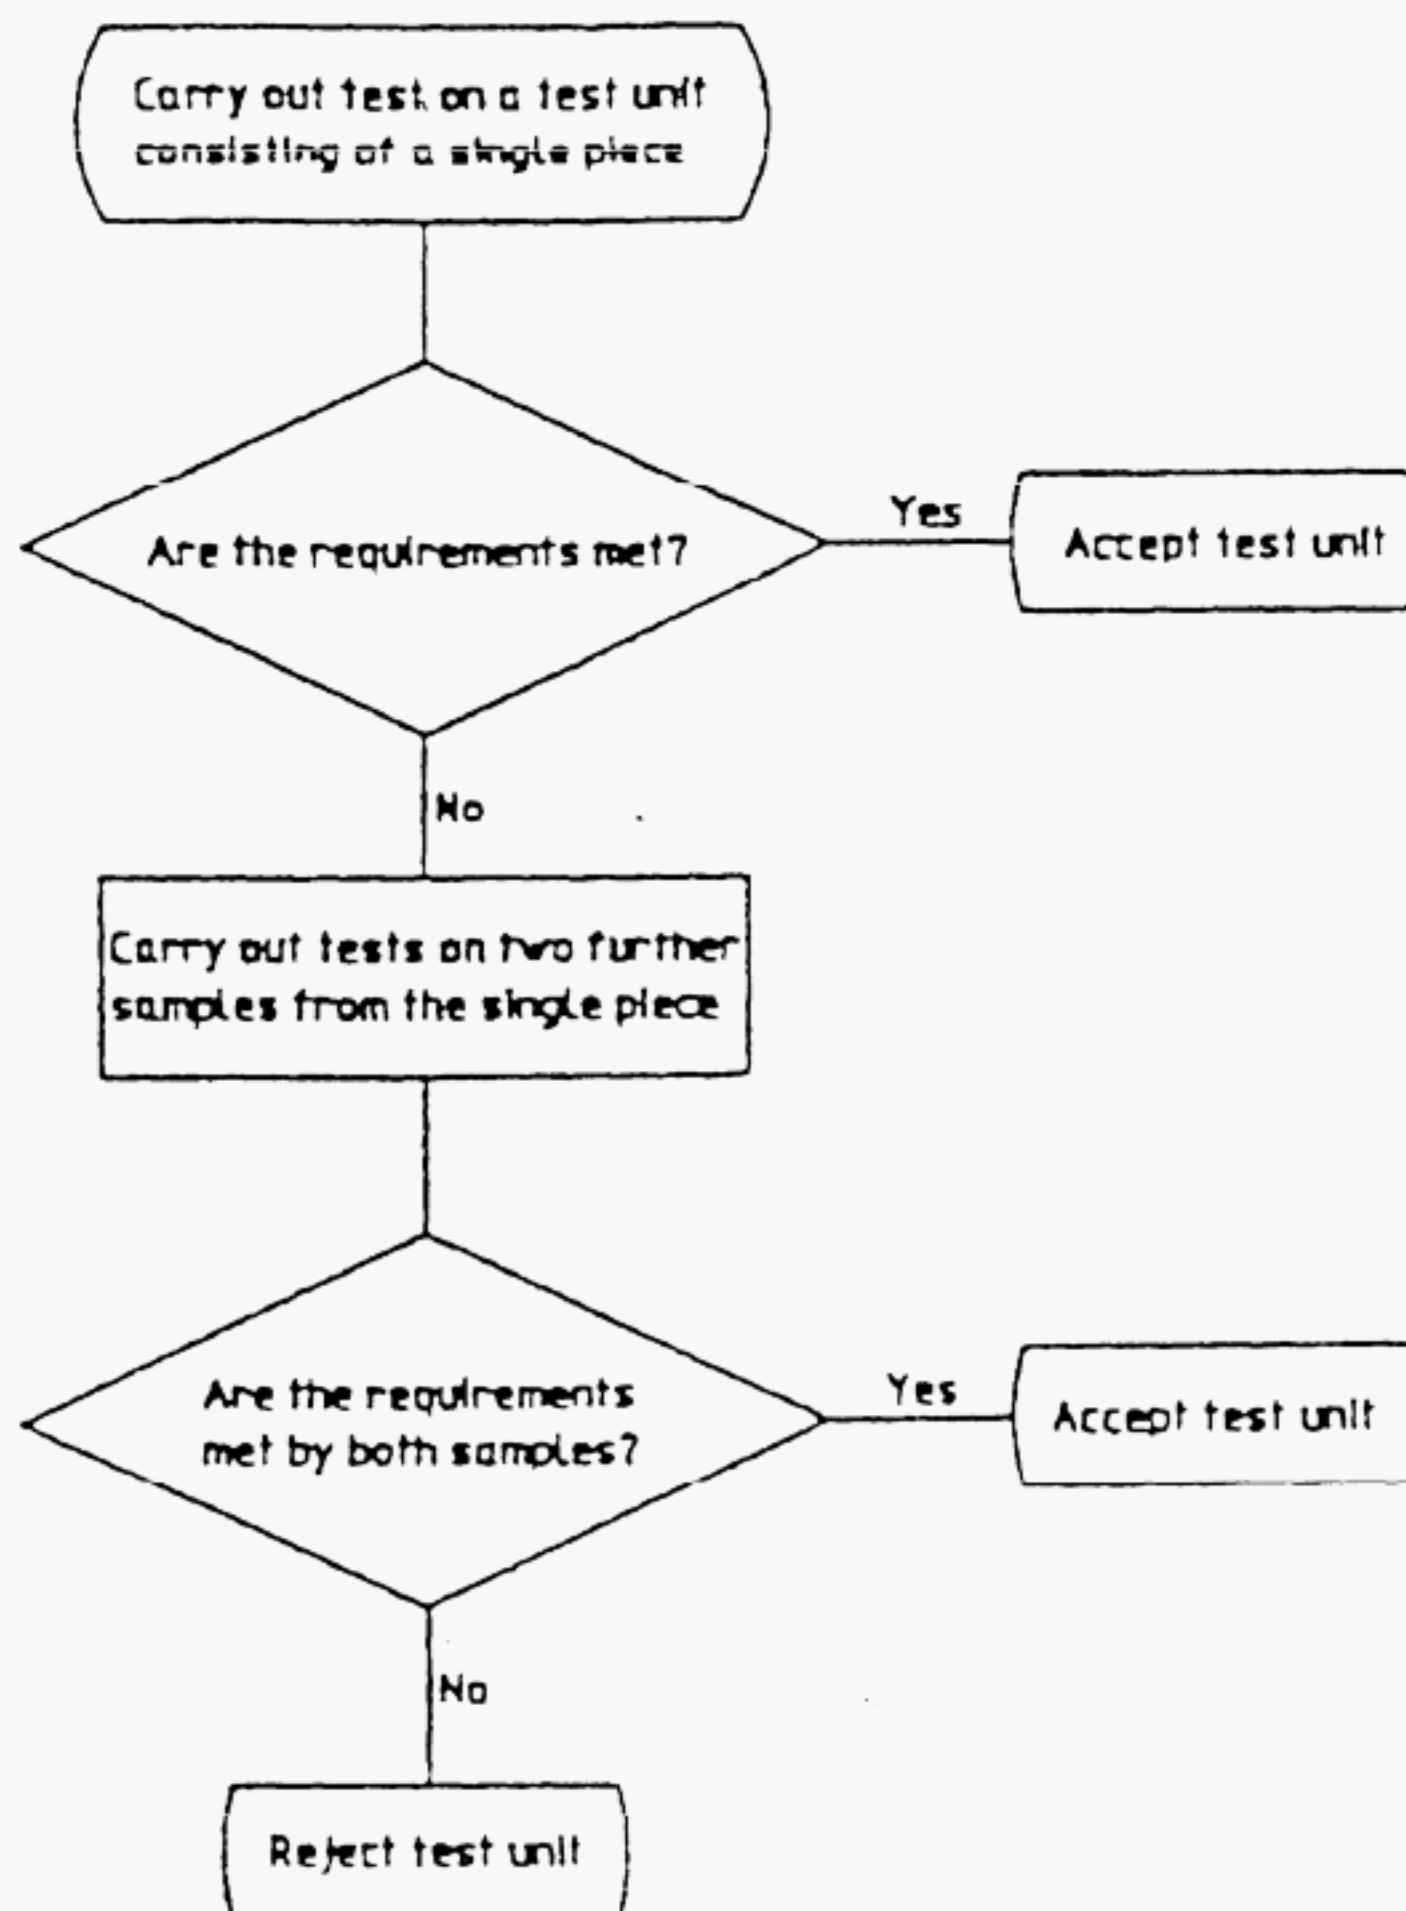 Carry out test on a test unit
consisting of a single piece
Are the requirements met?
Yes
Accept test unit
No
Carry out tests on two further
samples from the single piece
Are the requirements
met by both samples?
Yes
Accept test unit
No
Reject test unit